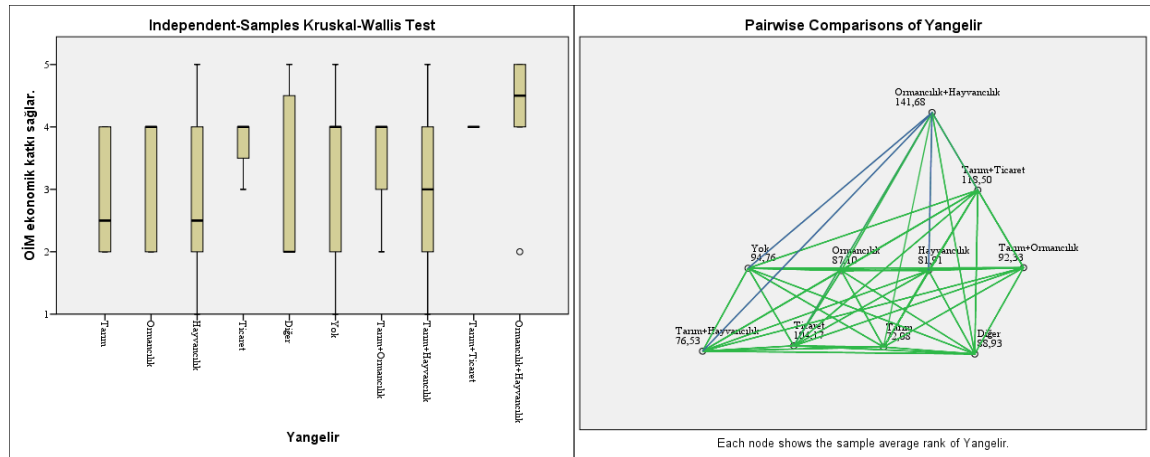 Independent-Samples Kruskal-Wallis Test
OİM ekonomik katkı sağlar.
5
4
3
2
1
Tarım
Ormancılık
Hayvancılık
Ticaret
Diğer
Yok
Tarım+Ormancılık
Tarım+Hayvancılık
Tarım+Ticaret
Ormancılık+Hayvancılık
Yangelir
Pairwise Comparisons of Yangelir
Ormancılık+Hayvancılık
141,68
Tarım+Ticaret
118,50
Yok
94,76
Ormancılık
87,10
Hayvancılık
81,91
Tarım+Ormancılık
92,33
Tarım+Hayvancılık
76,53
Ticaret
104,17
Tarım
Diğer
88,93
Each node shows the sample average rank of Yangelir.